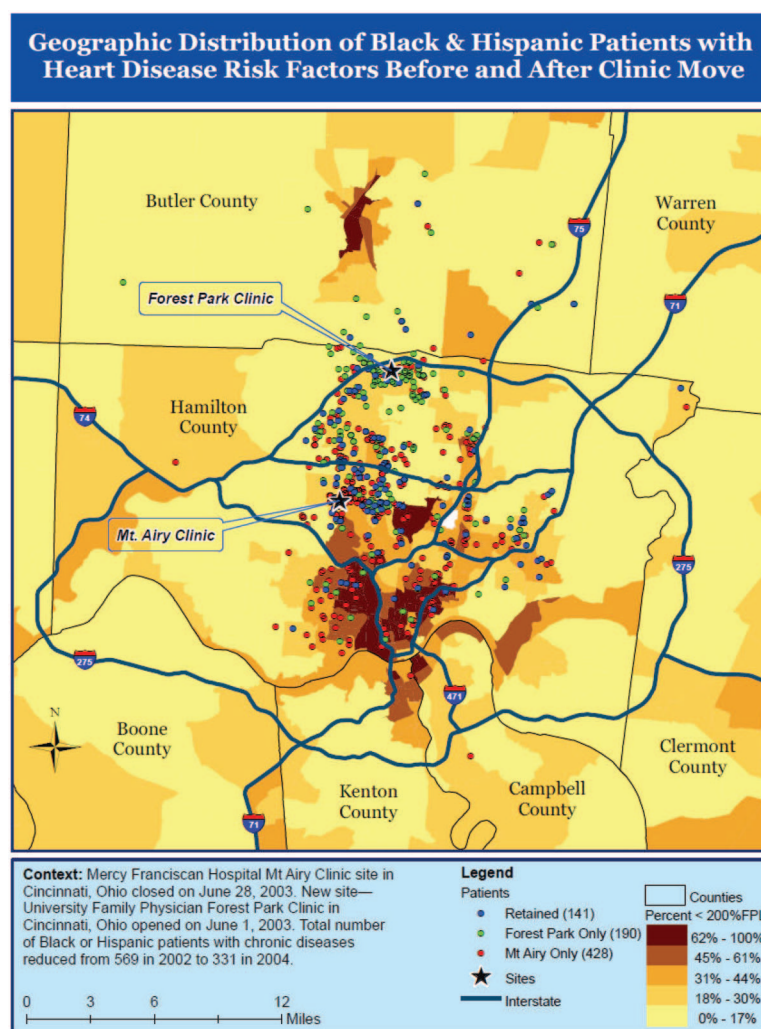 Geographic Distribution of Black & Hispanic Patients with
Heart Disease Risk Factors Before and After Clinic Move
Butler County
Warren
County
75
Forest Park Clinic
71
Hamilton
County
74
Mt. Airy Clinic
275
275
471
N
Boone
County
Clermont
County
Kenton
County
Campbell
County
71
Context: Mercy Franciscan Hospital Mt Airy Clinic site in
Cincinnati, Ohio closed on June 28, 2003. New site—
University Family Physician Forest Park Clinic in
Cincinnati, Ohio opened on June 1, 2003. Total number
of Black or Hispanic patients with chronic diseases
reduced from 569 in 2002 to 331 in 2004.
0 3 6 12
Miles
Legend
Patients
Retained (141)
Forest Park Only (190)
Mt Airy Only (428)
Sites
Interstate
Counties
Percent < 200%FPL
62% - 100%
45% - 61%
31% - 44%
18% - 30%
0% - 17%